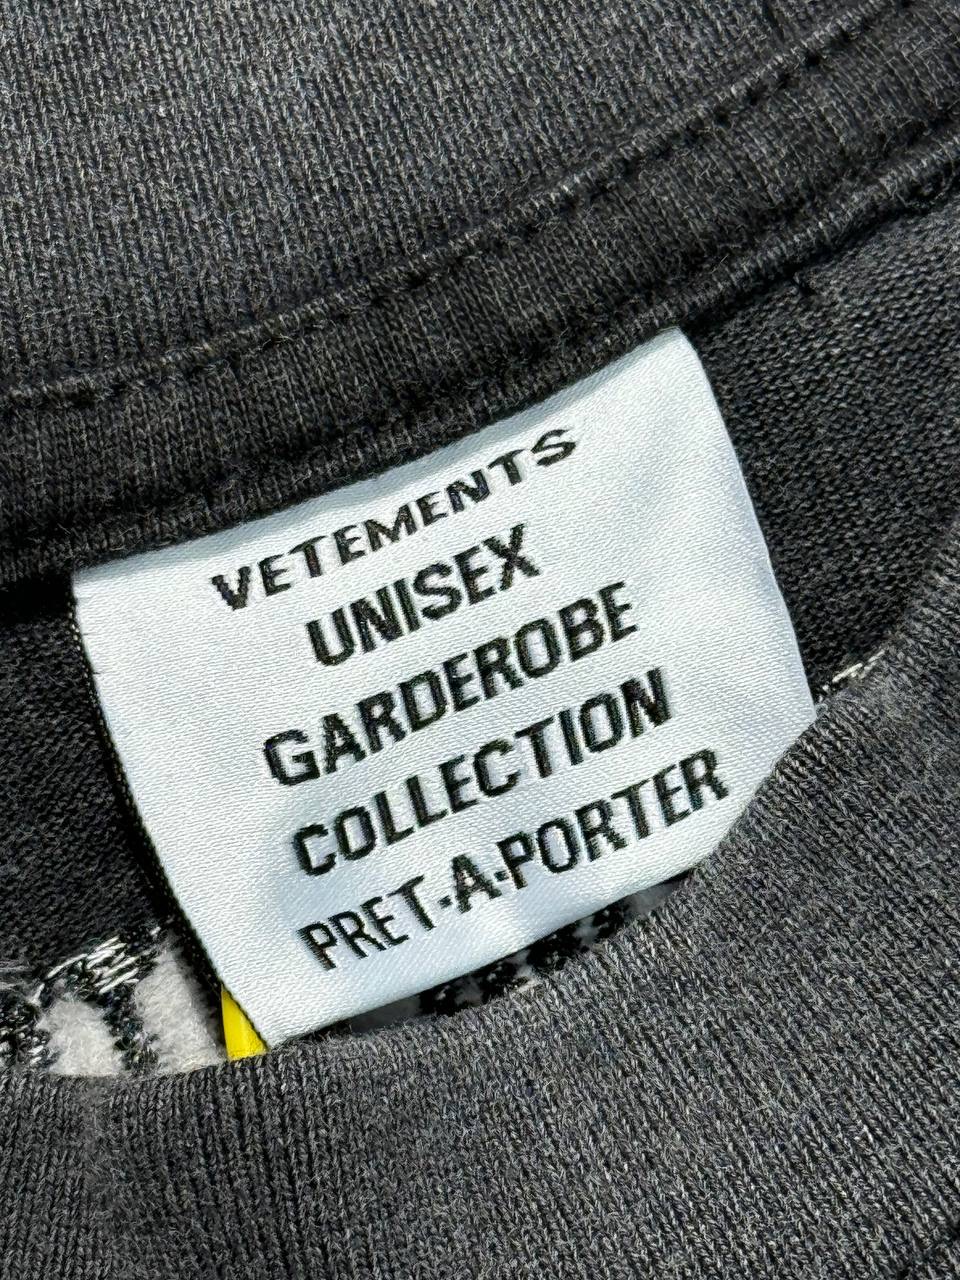 VETEMENTS
UNISEX
GARDEROBE
COLLECTION
PRET-A-PORTER